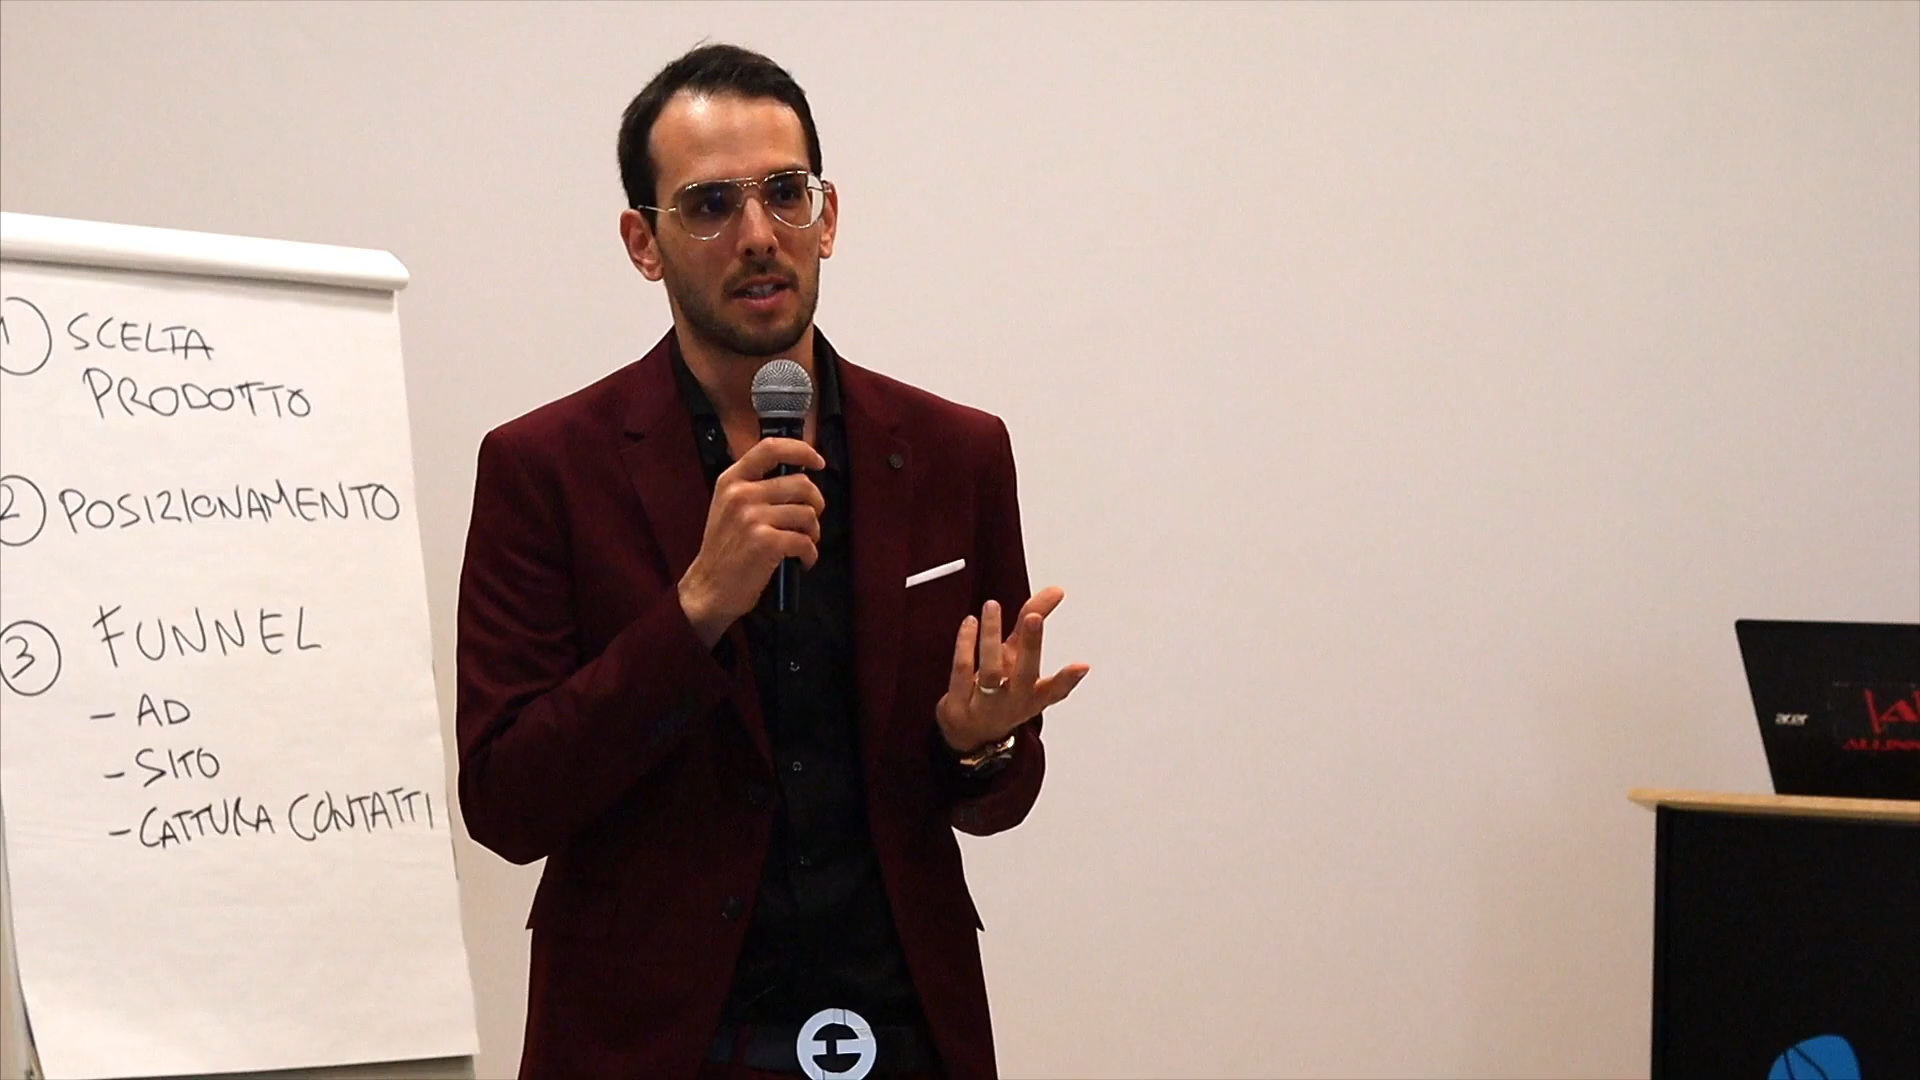 1 SCELTA
PRODOTTO
2 POSIZIONAMENTO
3 FUNNEL
- AD
- SITO
- CATTURA CONTATTI
acer